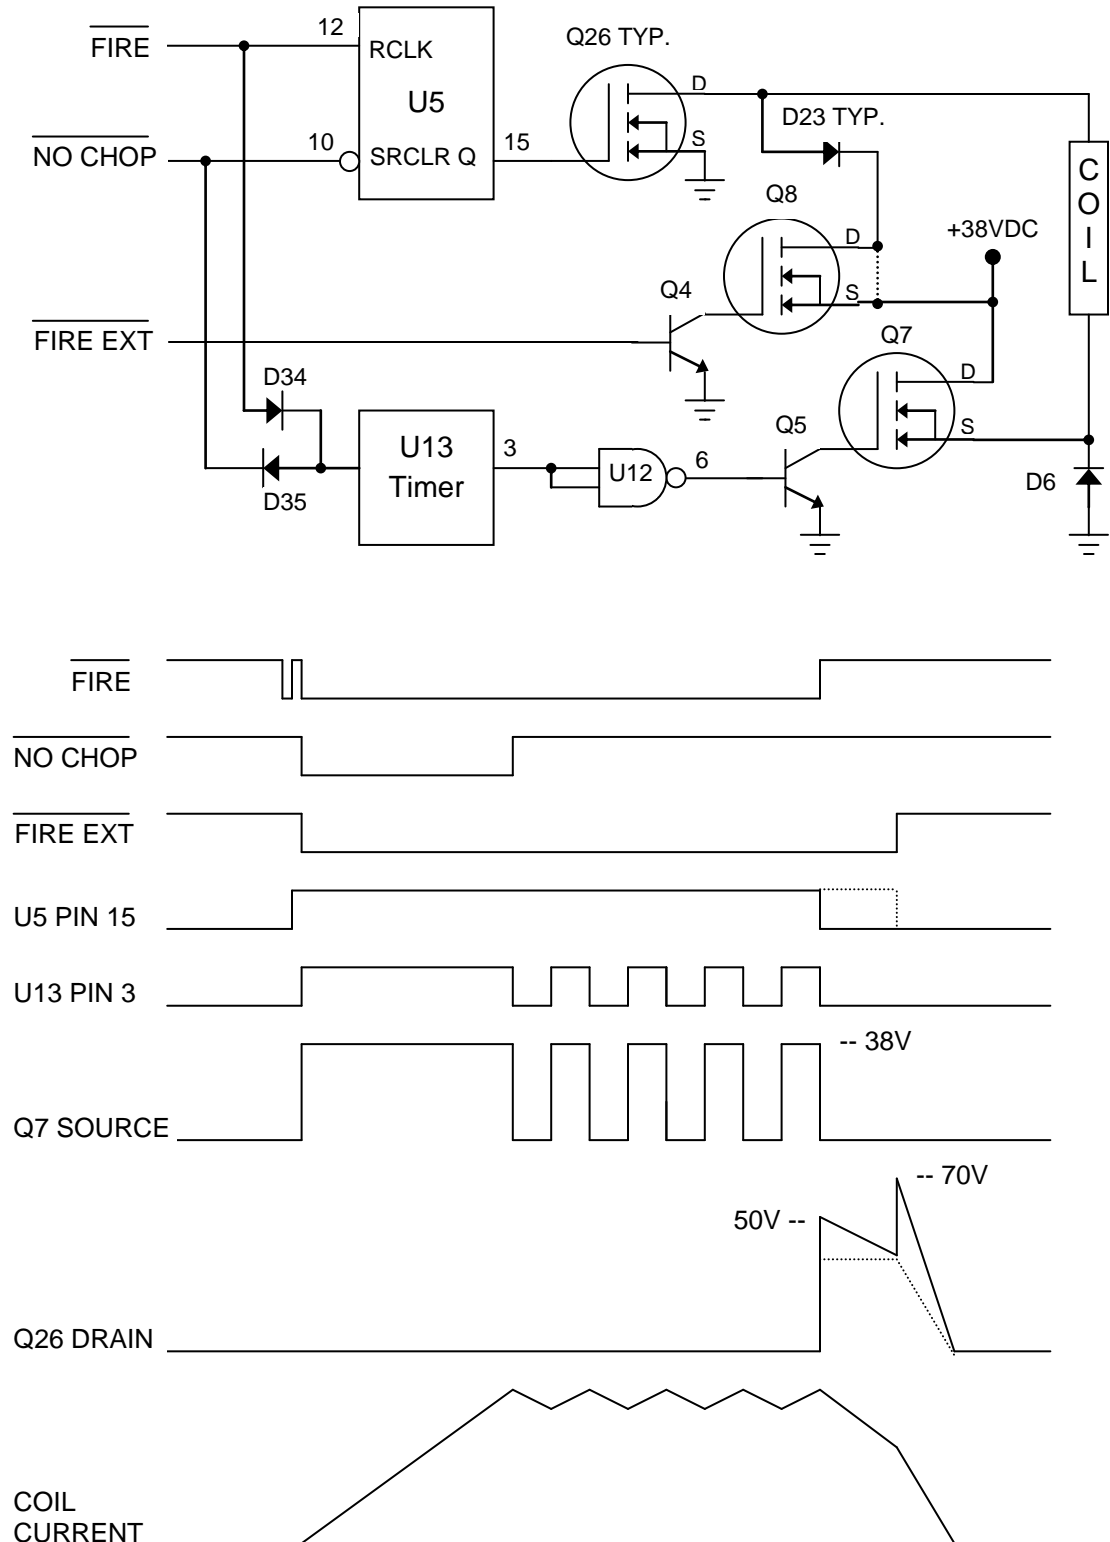 FIRE
12
RCLK
U5
Q26 TYP.
D
S
D23 TYP.
NO CHOP
10
SRCLR Q
15
Q8
D
S
+38VDC
C
O
I
L
Q4
FIRE EXT
Q7
D
S
D34
D35
U13
Timer
3
U12
6
Q5
D6
FIRE
NO CHOP
FIRE EXT
U5 PIN 15
U13 PIN 3
-- 38V
Q7 SOURCE
-- 70V
50V --
Q26 DRAIN
COIL
CURRENT